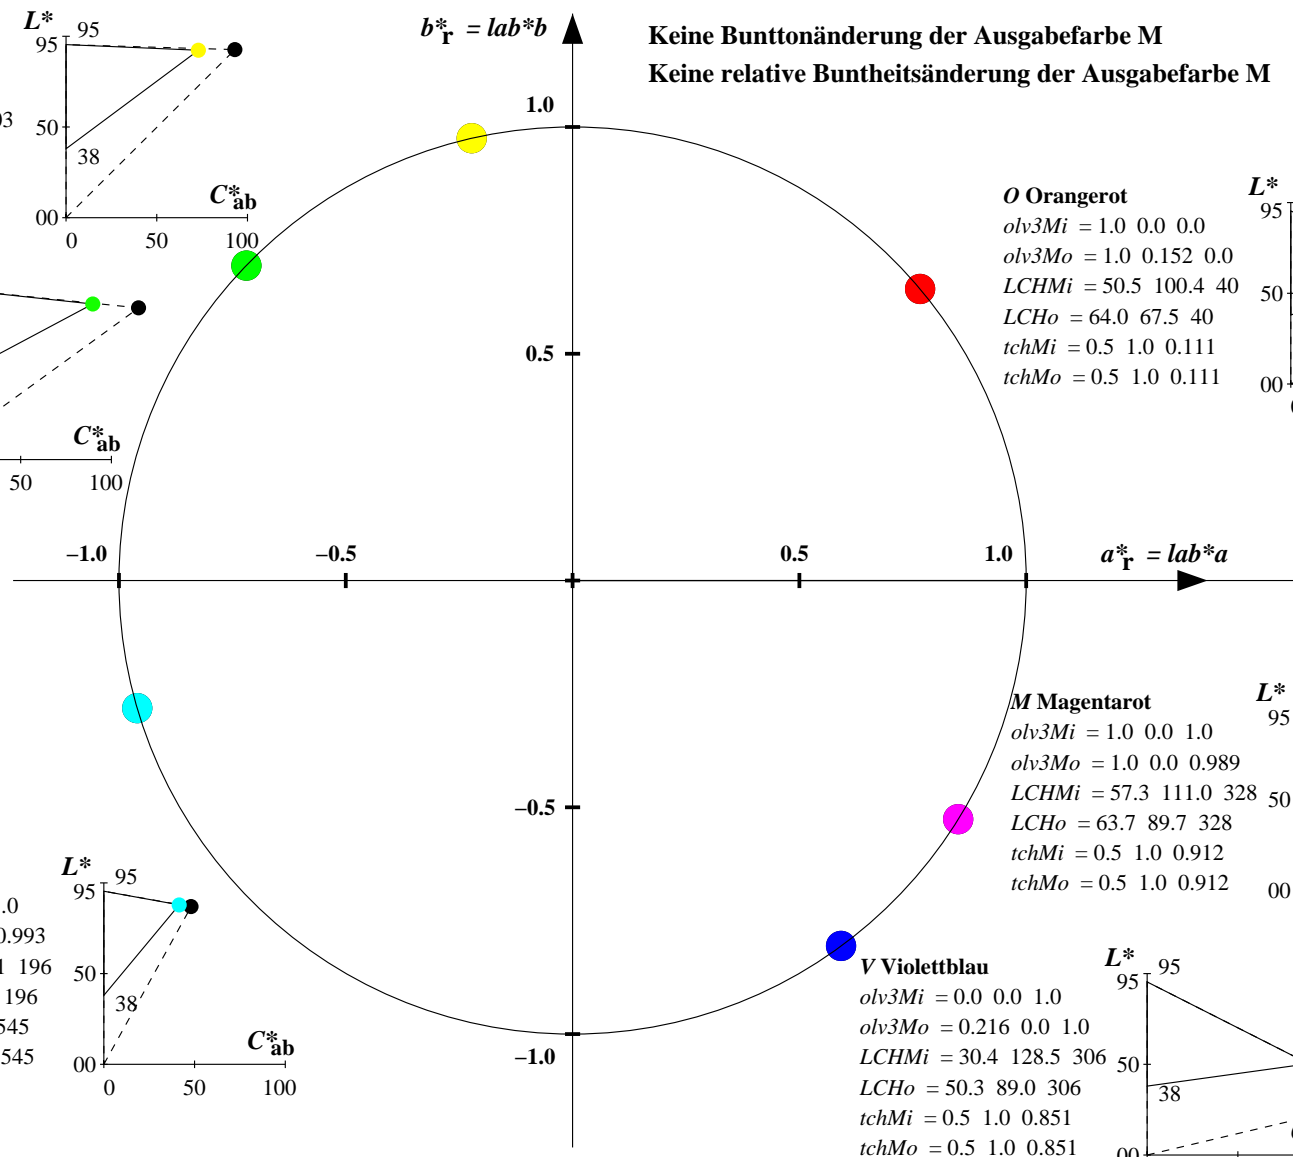 Keine Bunttonänderung der Ausgabefarbe M
Keine relative Buntheitsänderung der Ausgabefarbe M
b*r = lab*b
a*r = lab*a
1.0
0.5
−0.5
−1.0
−1.0
−0.5
0.5
1.0
L*
95
95
50
38
00
C*ab
0 50 100
C*ab
50 100
O Orangerot
olv3Mi = 1.0 0.0 0.0
olv3Mo = 1.0 0.152 0.0
LCHMi = 50.5 100.4 40
LCHo = 64.0 67.5 40
tchMi = 0.5 1.0 0.111
tchMo = 0.5 1.0 0.111
L*
95
50
00
M Magentarot
olv3Mi = 1.0 0.0 1.0
olv3Mo = 1.0 0.0 0.989
LCHMi = 57.3 111.0 328
LCHo = 63.7 89.7 328
tchMi = 0.5 1.0 0.912
tchMo = 0.5 1.0 0.912
L*
95
50
00
.0
0.993
196
196
545
545
L*
95
95
50
38
00
C*ab
0 50 100
V Violettblau
olv3Mi = 0.0 0.0 1.0
olv3Mo = 0.216 0.0 1.0
LCHMi = 30.4 128.5 306
LCHo = 50.3 89.0 306
tchMi = 0.5 1.0 0.851
tchMo = 0.5 1.0 0.851
L*
95
95
50
38
00